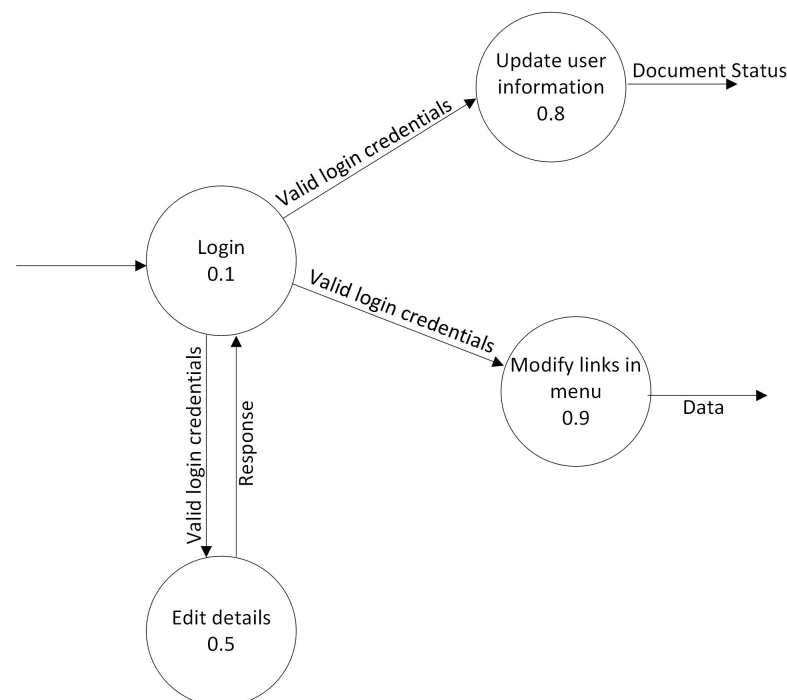 Update user
information
0.8
Document Status
Valid login credentials
Login
0.1
Valid login credentials
Modify links in
menu
0.9
Data
Valid login credentials
Response
Edit details
0.5